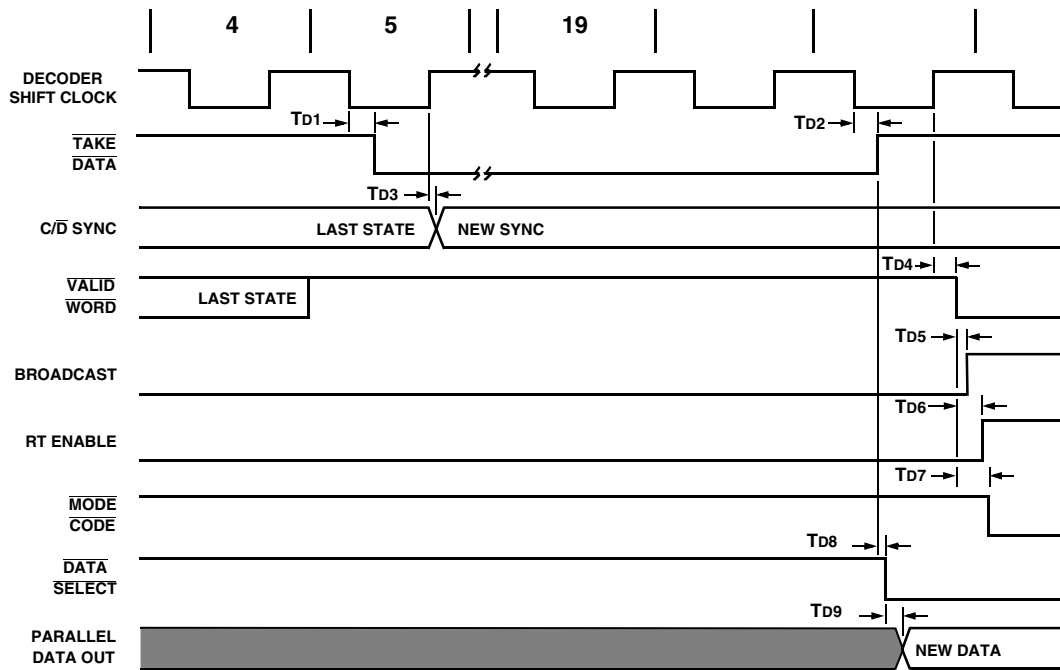 4 5 19
DECODER
SHIFT CLOCK
TD1 TD2
TAKE
DATA
TD3
C/D SYNC LAST STATE NEW SYNC
TD4
VALID
WORD LAST STATE
TD5
BROADCAST
TD6
RT ENABLE
TD7
MODE
CODE
TD8
DATA
SELECT
TD9
PARALLEL
DATA OUT NEW DATA